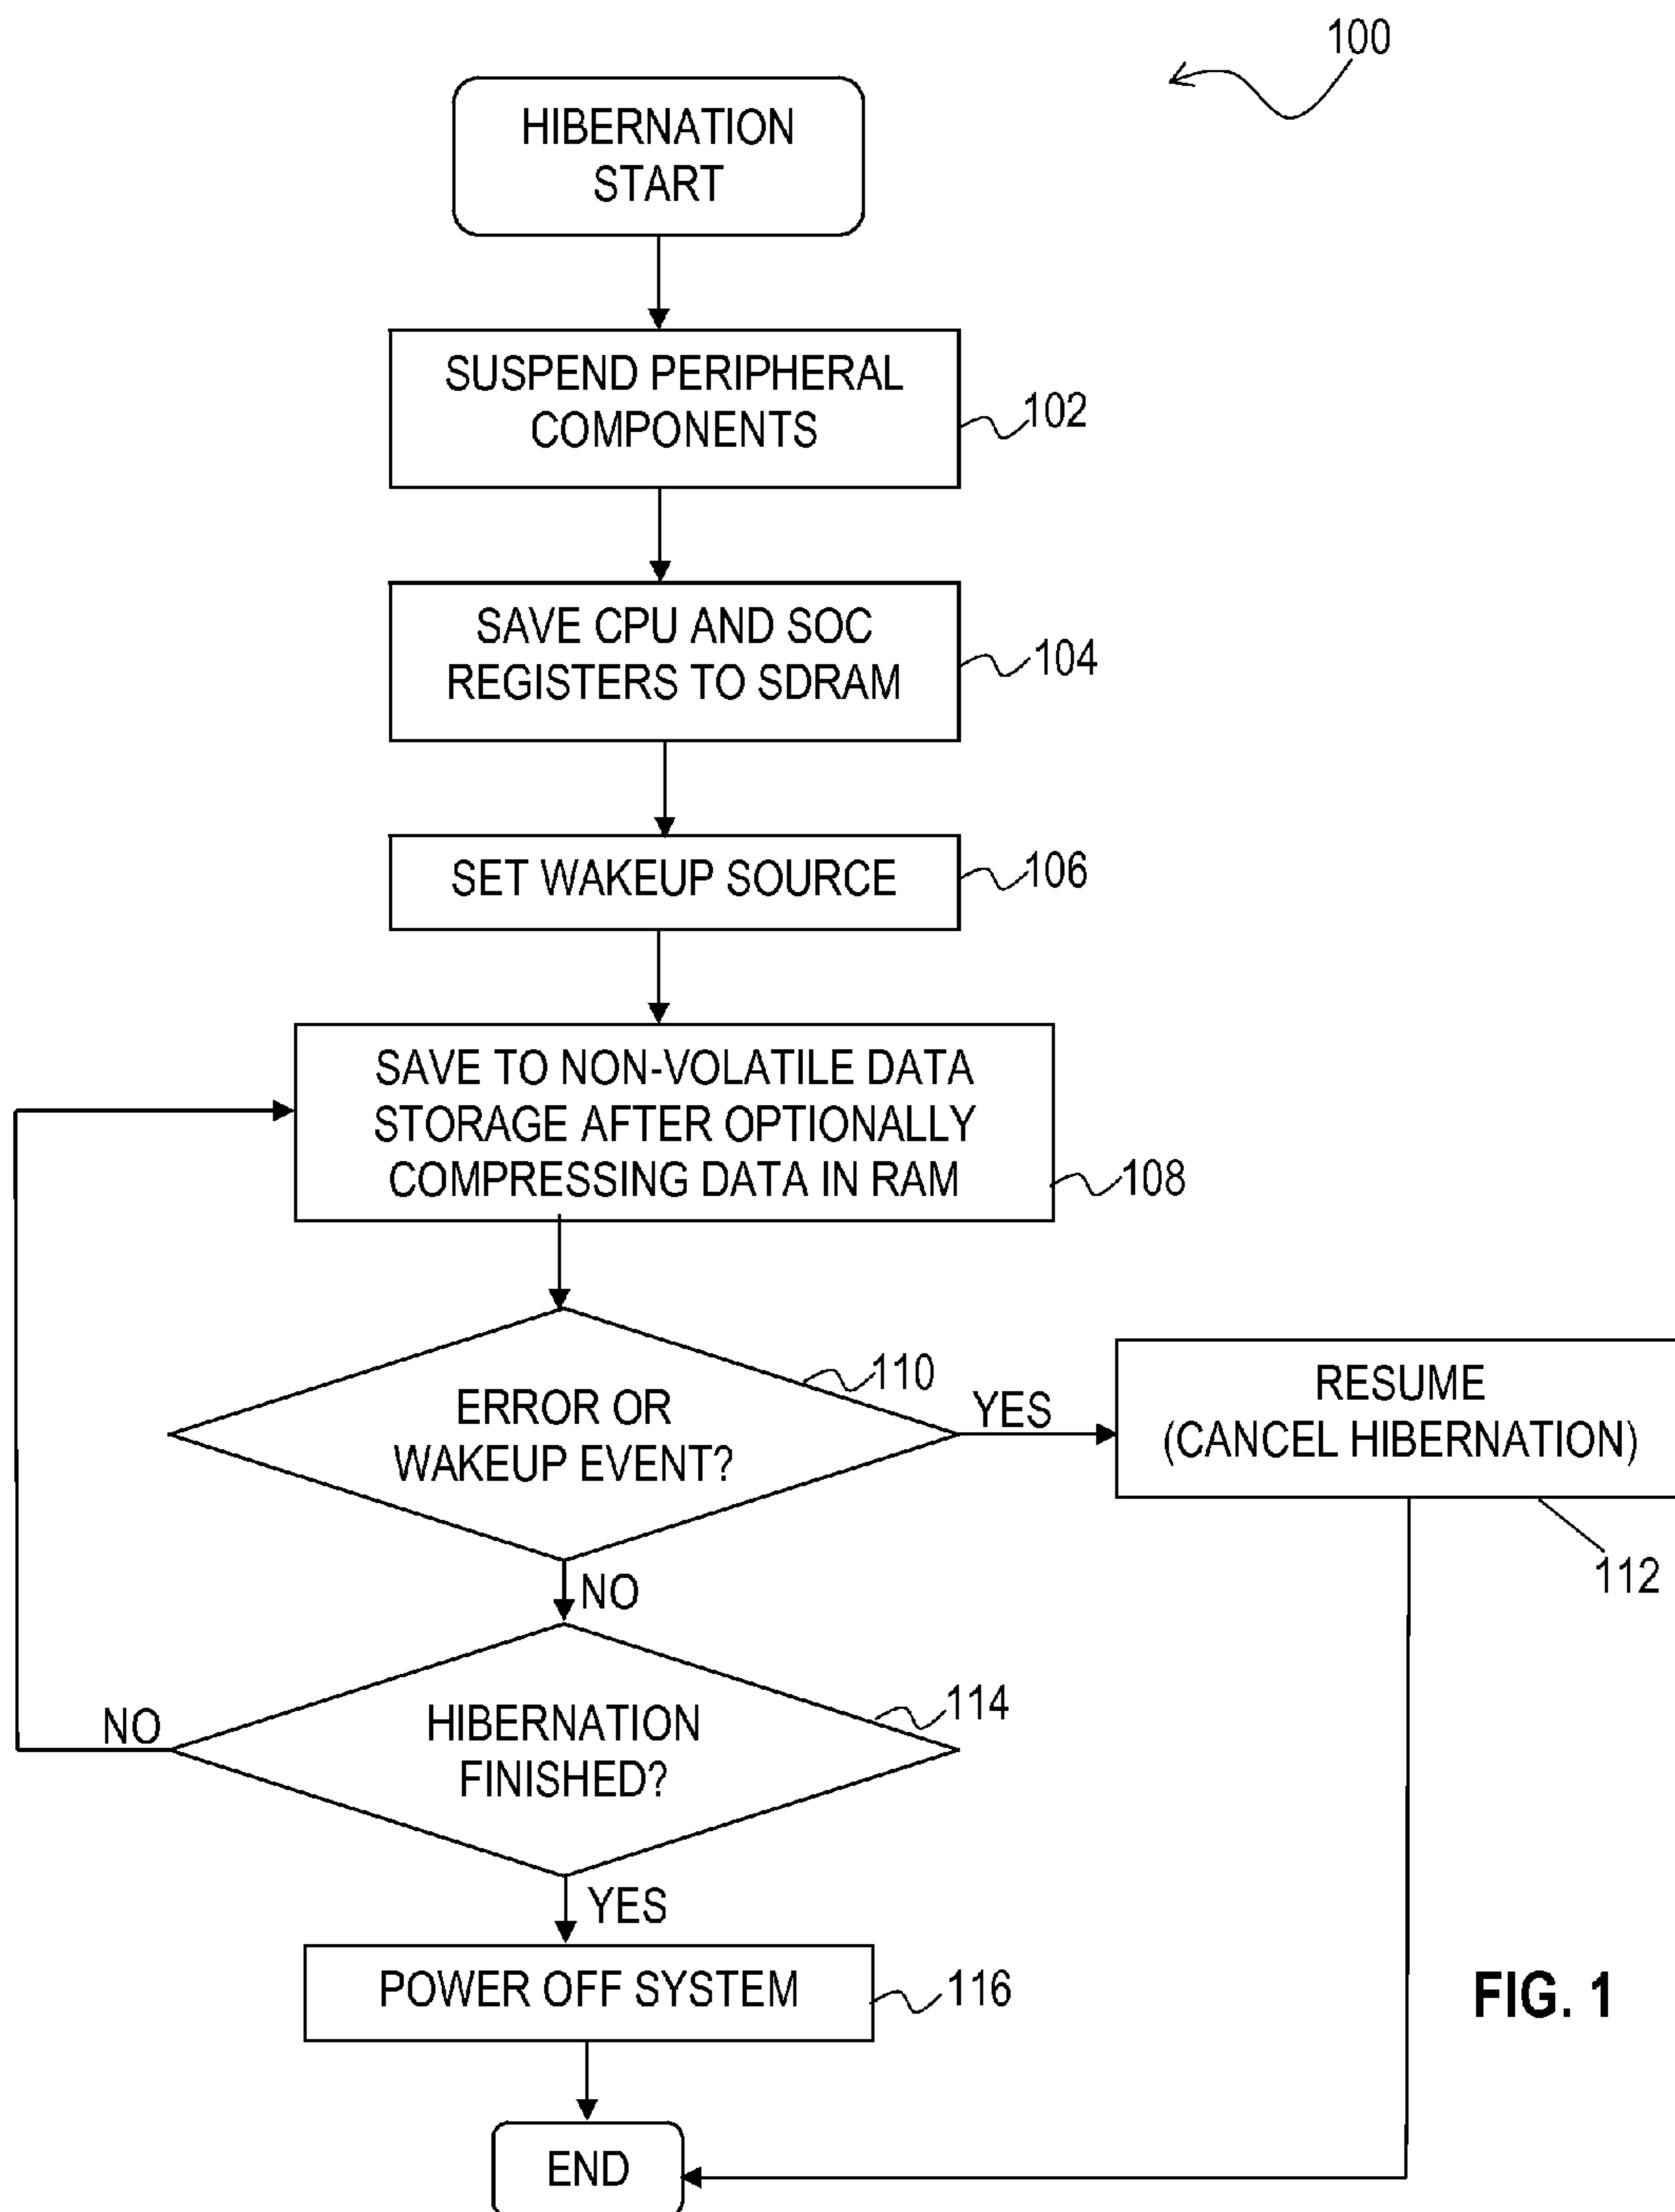 100
HIBERNATION
START
SUSPEND PERIPHERAL
COMPONENTS
102
SAVE CPU AND SOC
REGISTERS TO SDRAM
104
SET WAKEUP SOURCE
106
SAVE TO NON-VOLATILE DATA
STORAGE AFTER OPTIONALLY
COMPRESSING DATA IN RAM
108
ERROR OR
WAKEUP EVENT?
110
YES
RESUME
(CANCEL HIBERNATION)
112
NO
HIBERNATION
FINISHED?
114
NO
YES
POWER OFF SYSTEM
116
FIG. 1
END